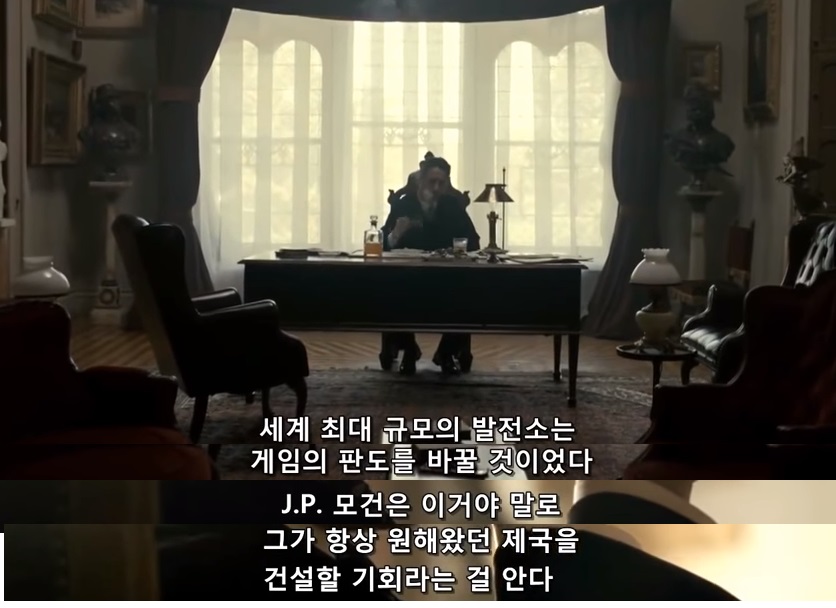 세계 최대 규모의 발전소는
게임의 판도를 바꿀 것이었다
J.P. 모건은 이거야 말로
그가 항상 원해왔던 제국을
건설할 기회라는 걸 안다